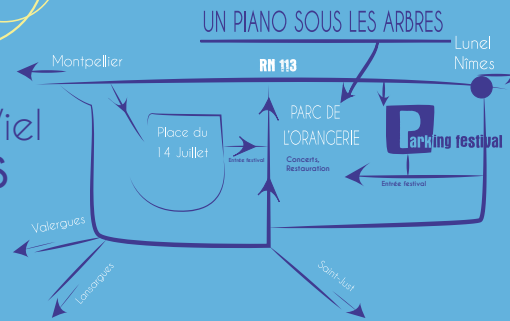 UN PIANO SOUS LES ARBRES
Lunel
Nîmes
Montpellier
RN 113
iel
S
Place du
14 Juillet
Entrée festival
PARC DE
L'ORANGERIE
Concerts,
Restauration
Parking festival
Entrée festival
Valergues
Lansargues
Saint-Just